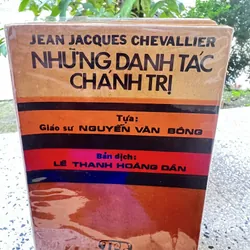 JEAN JACQUES CHEVALLIER
NHỮNG DANH TÁC
CHÁNH TRỊ
Tựa:
Giáo sư NGUYỄN VĂN BÔNG
Bản dịch:
LÊ THANH HOÀNG DÂN